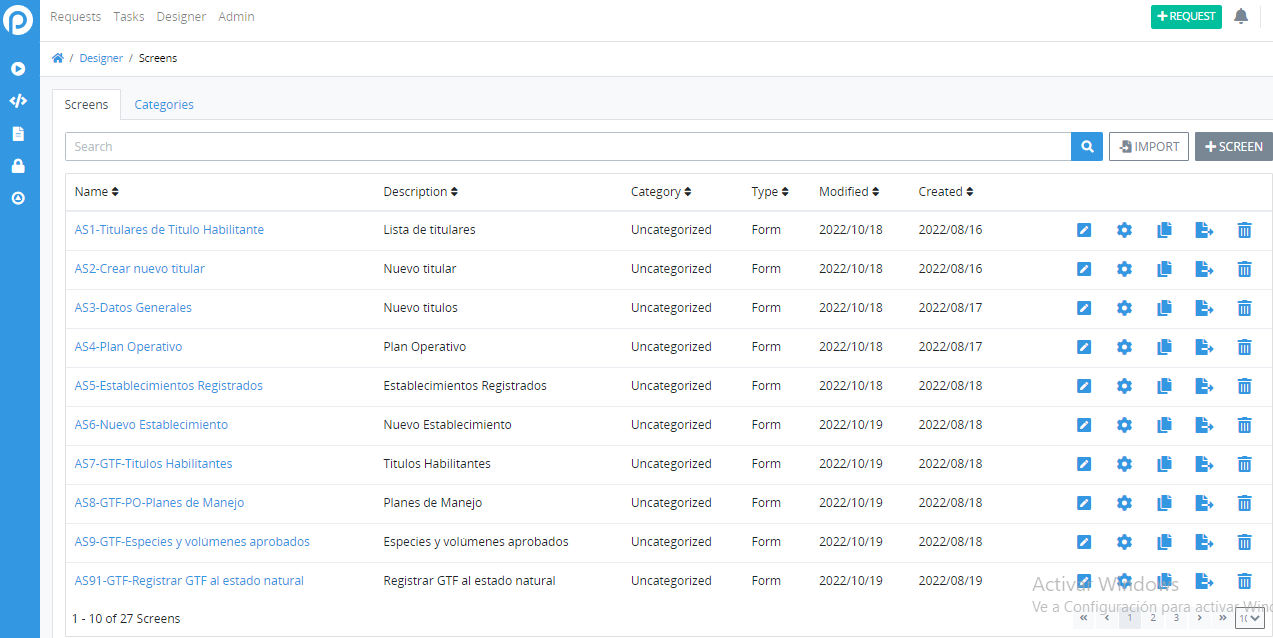 Requests Tasks Designer Admin
+ REQUEST
/ Designer / Screens
Screens Categories
Search
IMPORT
+ SCREEN
Name Description Category Type Modified Created
AS1-Titulares de Titulo Habilitante Lista de titulares Uncategorized Form 2022/10/18 2022/08/16
AS2-Crear nuevo titular Nuevo titular Uncategorized Form 2022/10/18 2022/08/16
AS3-Datos Generales Nuevo titulos Uncategorized Form 2022/10/18 2022/08/17
AS4-Plan Operativo Plan Operativo Uncategorized Form 2022/10/18 2022/08/17
AS5-Establecimientos Registrados Establecimientos Registrados Uncategorized Form 2022/10/18 2022/08/18
AS6-Nuevo Establecimiento Nuevo Establecimiento Uncategorized Form 2022/10/19 2022/08/18
AS7-GTF-Titulos Habilitantes Titulos Habilitantes Uncategorized Form 2022/10/19 2022/08/18
AS8-GTF-PO-Planes de Manejo Planes de Manejo Uncategorized Form 2022/10/19 2022/08/18
AS9-GTF-Especies y volúmenes aprobados Especies y volúmenes aprobados Uncategorized Form 2022/10/19 2022/08/18
AS91-GTF-Registrar GTF al estado natural Registrar GTF al estado natural Uncategorized Form 2022/10/19 2022/08/19
Activar Windows
Ve a Configuración para activar Wind
1 - 10 of 27 Screens
« ‹ 1 2 3 › »